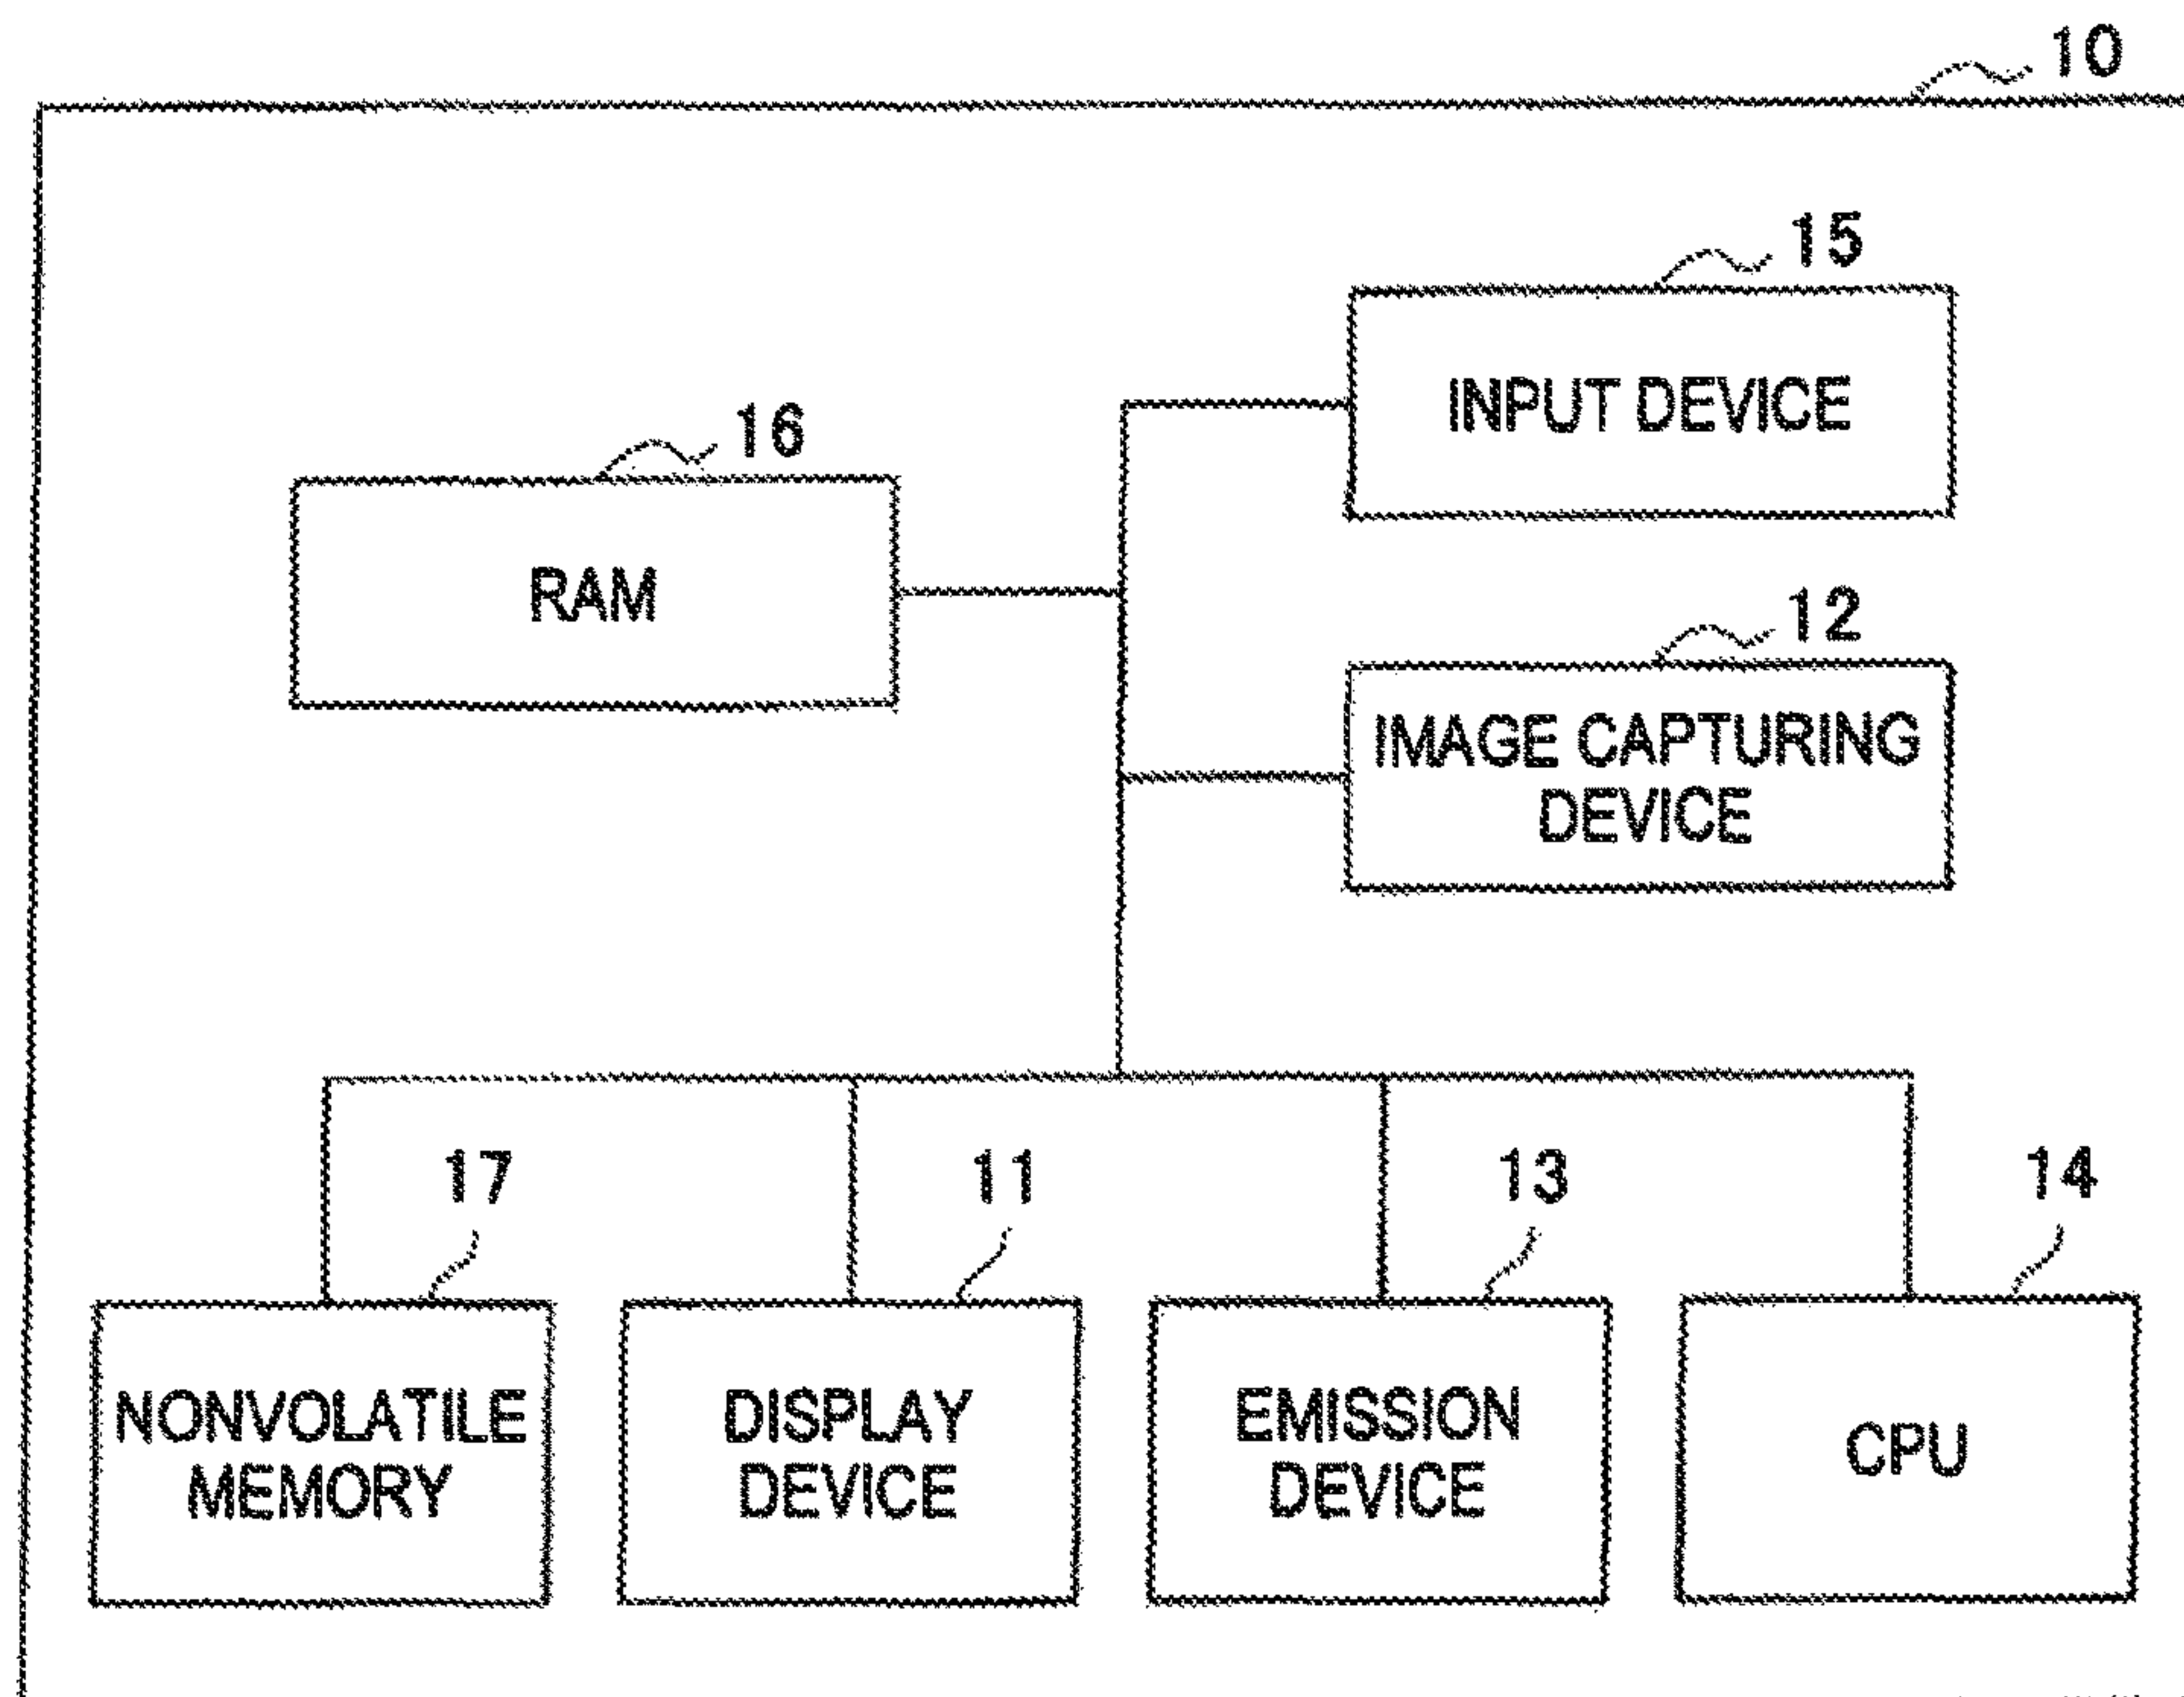 10
15
INPUT DEVICE
16
RAM
12
IMAGE CAPTURING
DEVICE
17
NONVOLATILE
MEMORY
11
DISPLAY
DEVICE
13
EMISSION
DEVICE
14
CPU